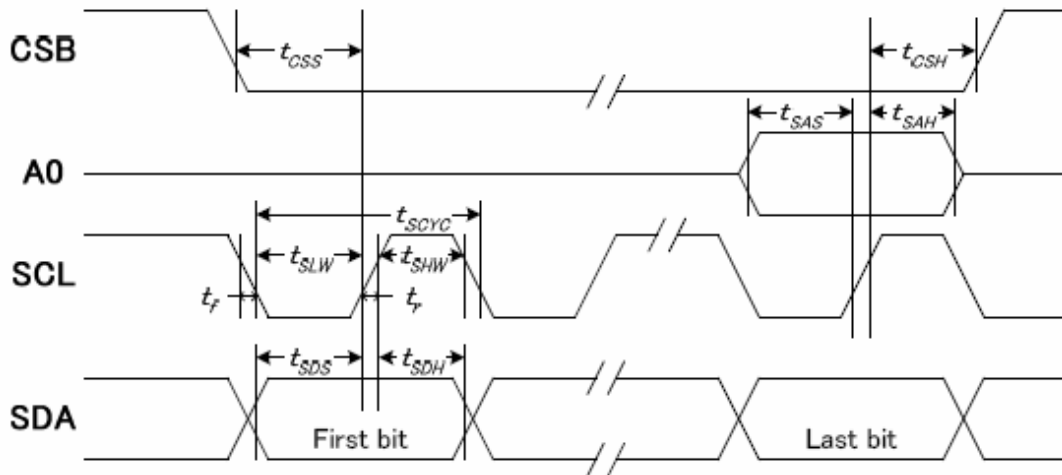 CSB
tCSS
tCSH
tSAS
tSAH
A0
tSCYC
tSLW
tSHW
SCL
tf
tr
tSDS
tSDH
SDA
First bit
Last bit